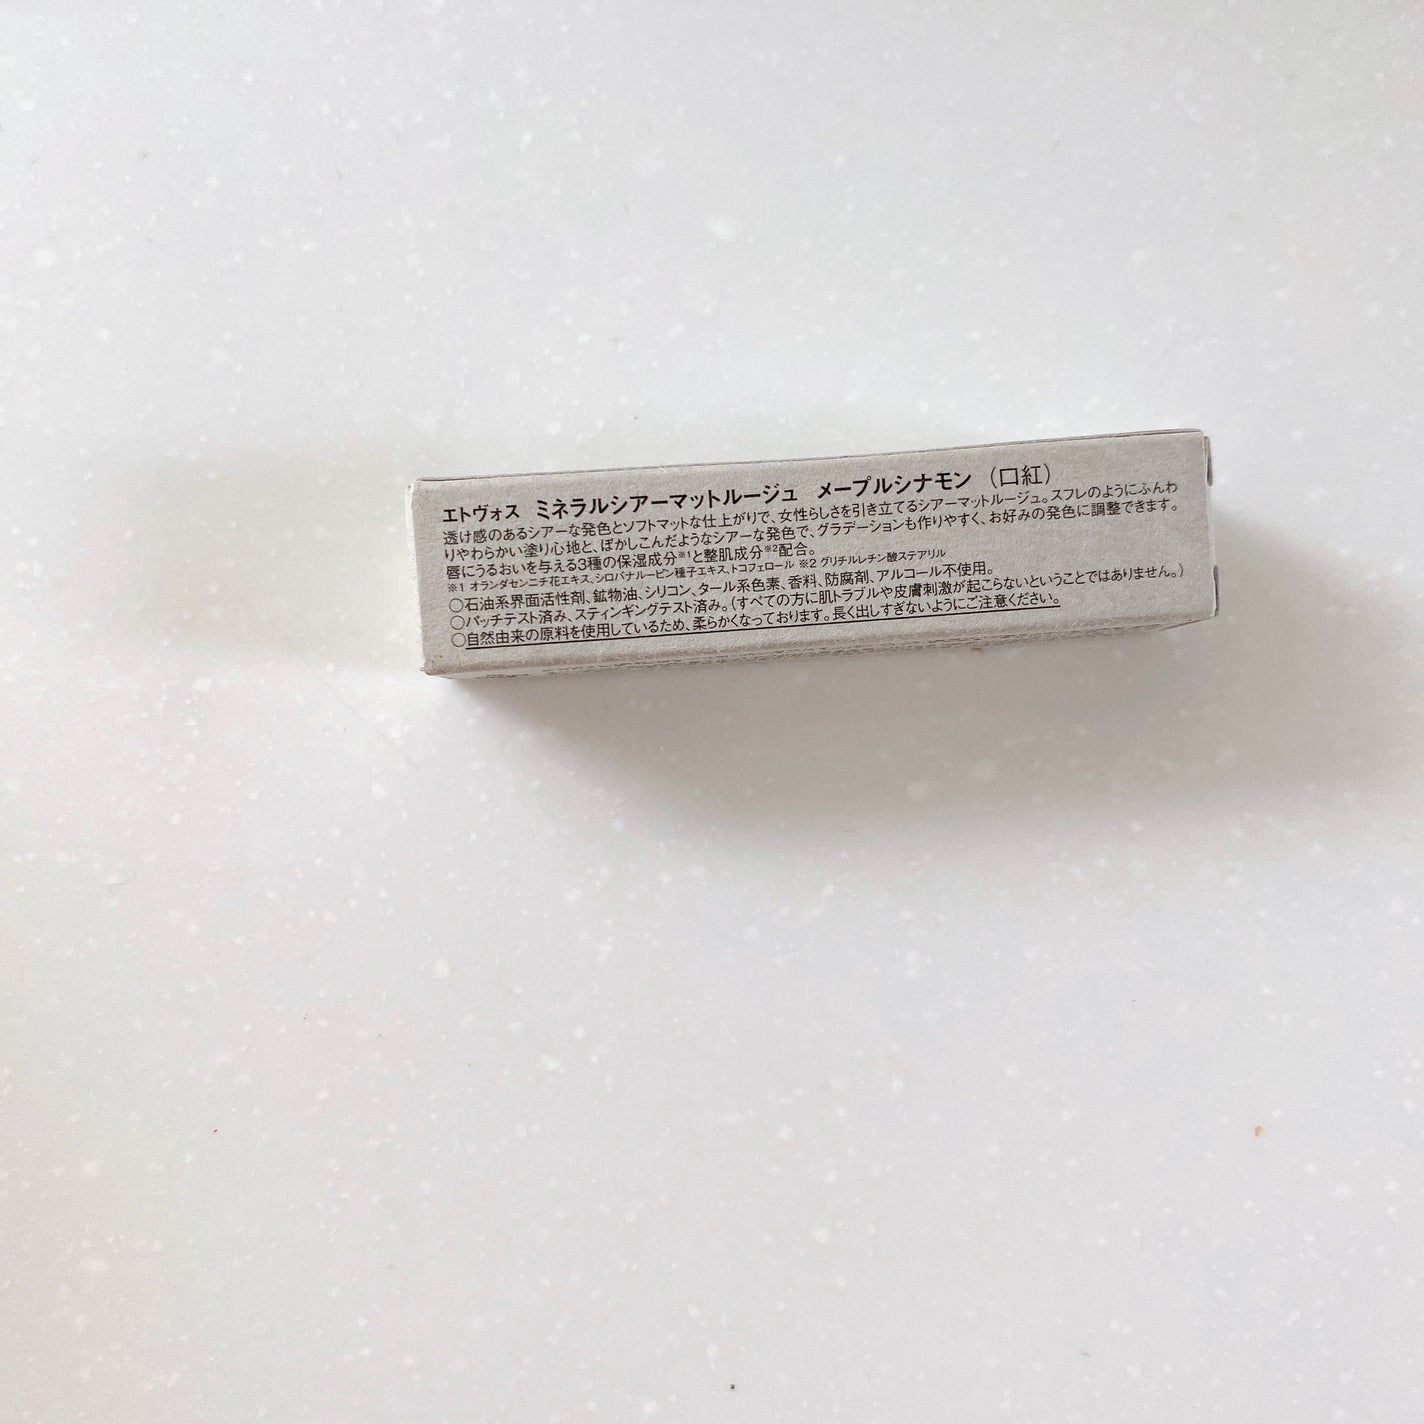 エトヴォス ミネラルシアーマットルージュ メープルシナモン (口紅)
透け感のあるシアーな発色とソフトマットな仕上がりで、女性らしさを引き立てるシアーマットルージュ。スフレのようにふんわ
りやわらかい塗り心地と、ぼかしこんだようなシアーな発色で、グラデーションも作りやすく、お好みの発色に調整できます。
唇にうるおいを与える3種の保湿成分※1と整肌成分※2配合。
※1 オランダセンニチ花エキス、シロバナルーピン種子エキス、トコフェロール ※2 グリチルレチン酸ステアリル
○石油系界面活性剤、鉱物油、シリコン、タール系色素、香料、防腐剤、アルコール不使用。
○パッチテスト済み、スティンギングテスト済み。(すべての方に肌トラブルや皮膚刺激が起こらないということではありません。)
○自然由来の原料を使用しているため、柔らかくなっております。長く出しすぎないようにご注意ください。